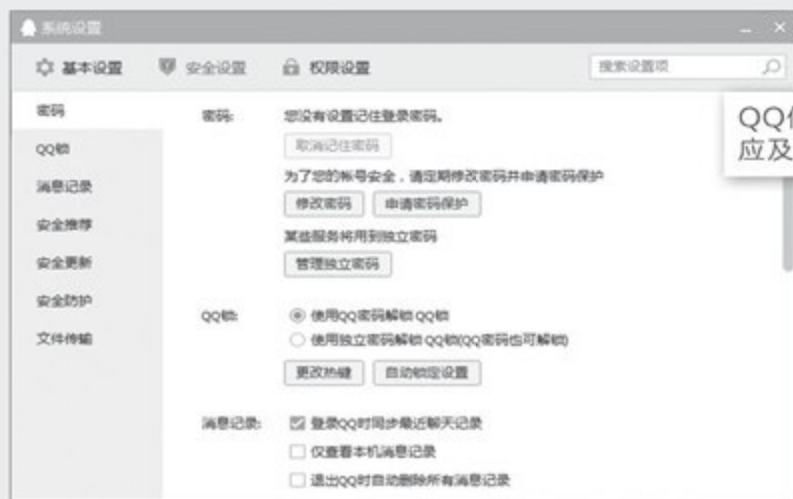 系统设置
基本设置 安全设置 权限设置 搜索设置项
密码
QQ锁
消息记录
安全推荐
安全更新
安全防护
文件传输
密码: 您没有设置记住登录密码。
取消记住密码
为了您的帐号安全，请定期修改密码并申请密码保护
修改密码 申请密码保护
某些服务将用到独立密码
管理独立密码
QQ锁: 使用QQ密码解锁 QQ锁
使用独立密码解锁 QQ锁(QQ密码也可解锁)
更改热键 自动锁定设置
消息记录: 登录QQ时同步最近聊天记录
仅查看本机消息记录
退出QQ时自动删除所有消息记录
QQ
应及